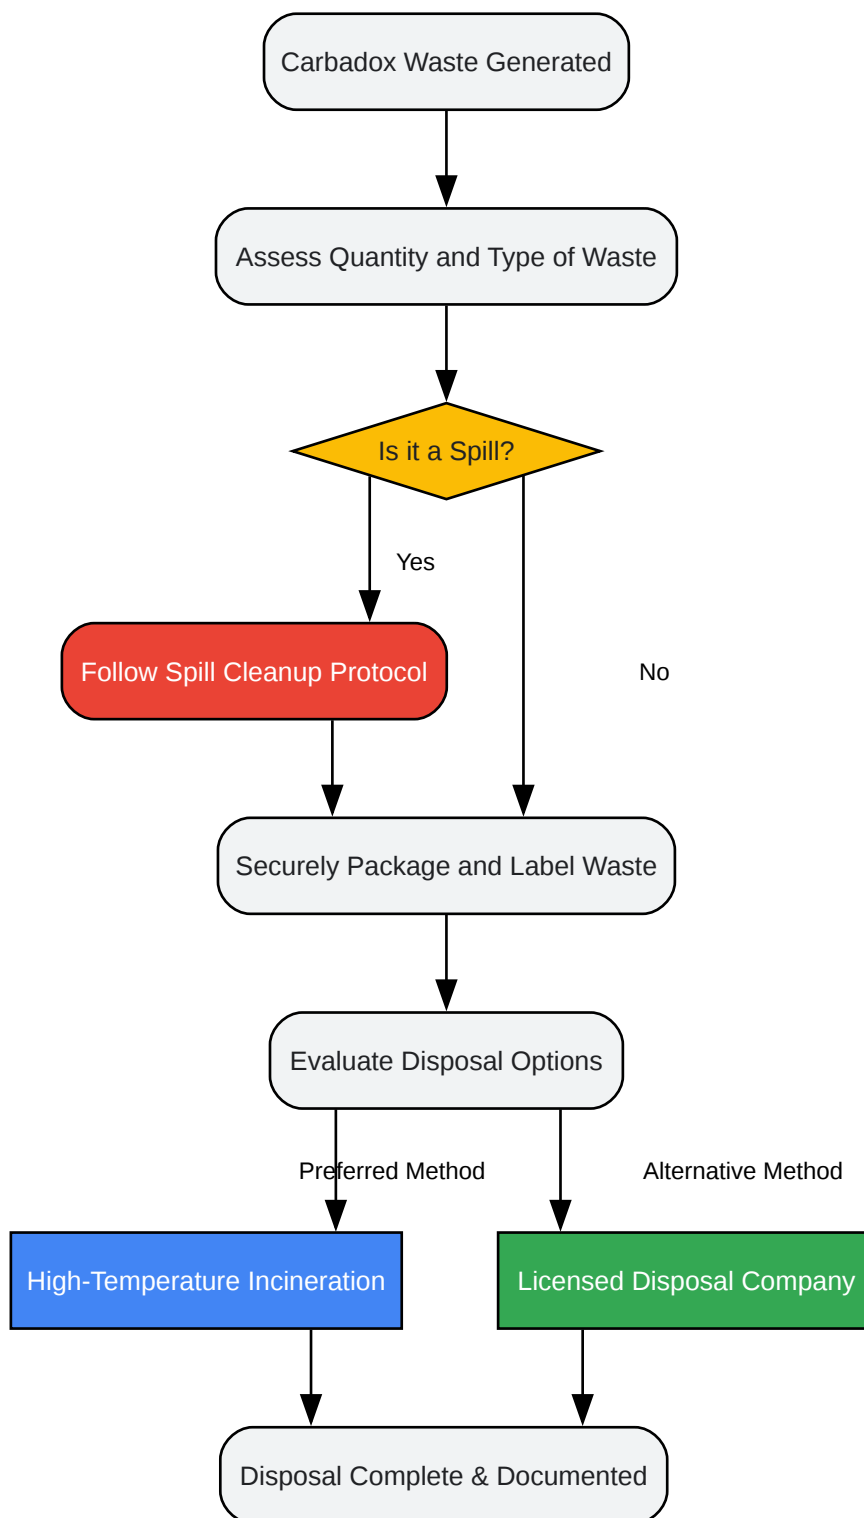 Carbadox Waste Generated
Assess Quantity and Type of Waste
Is it a Spill?
Yes
Follow Spill Cleanup Protocol
No
Securely Package and Label Waste
Evaluate Disposal Options
Preferred Method
Alternative Method
High-Temperature Incineration
Licensed Disposal Company
Disposal Complete & Documented